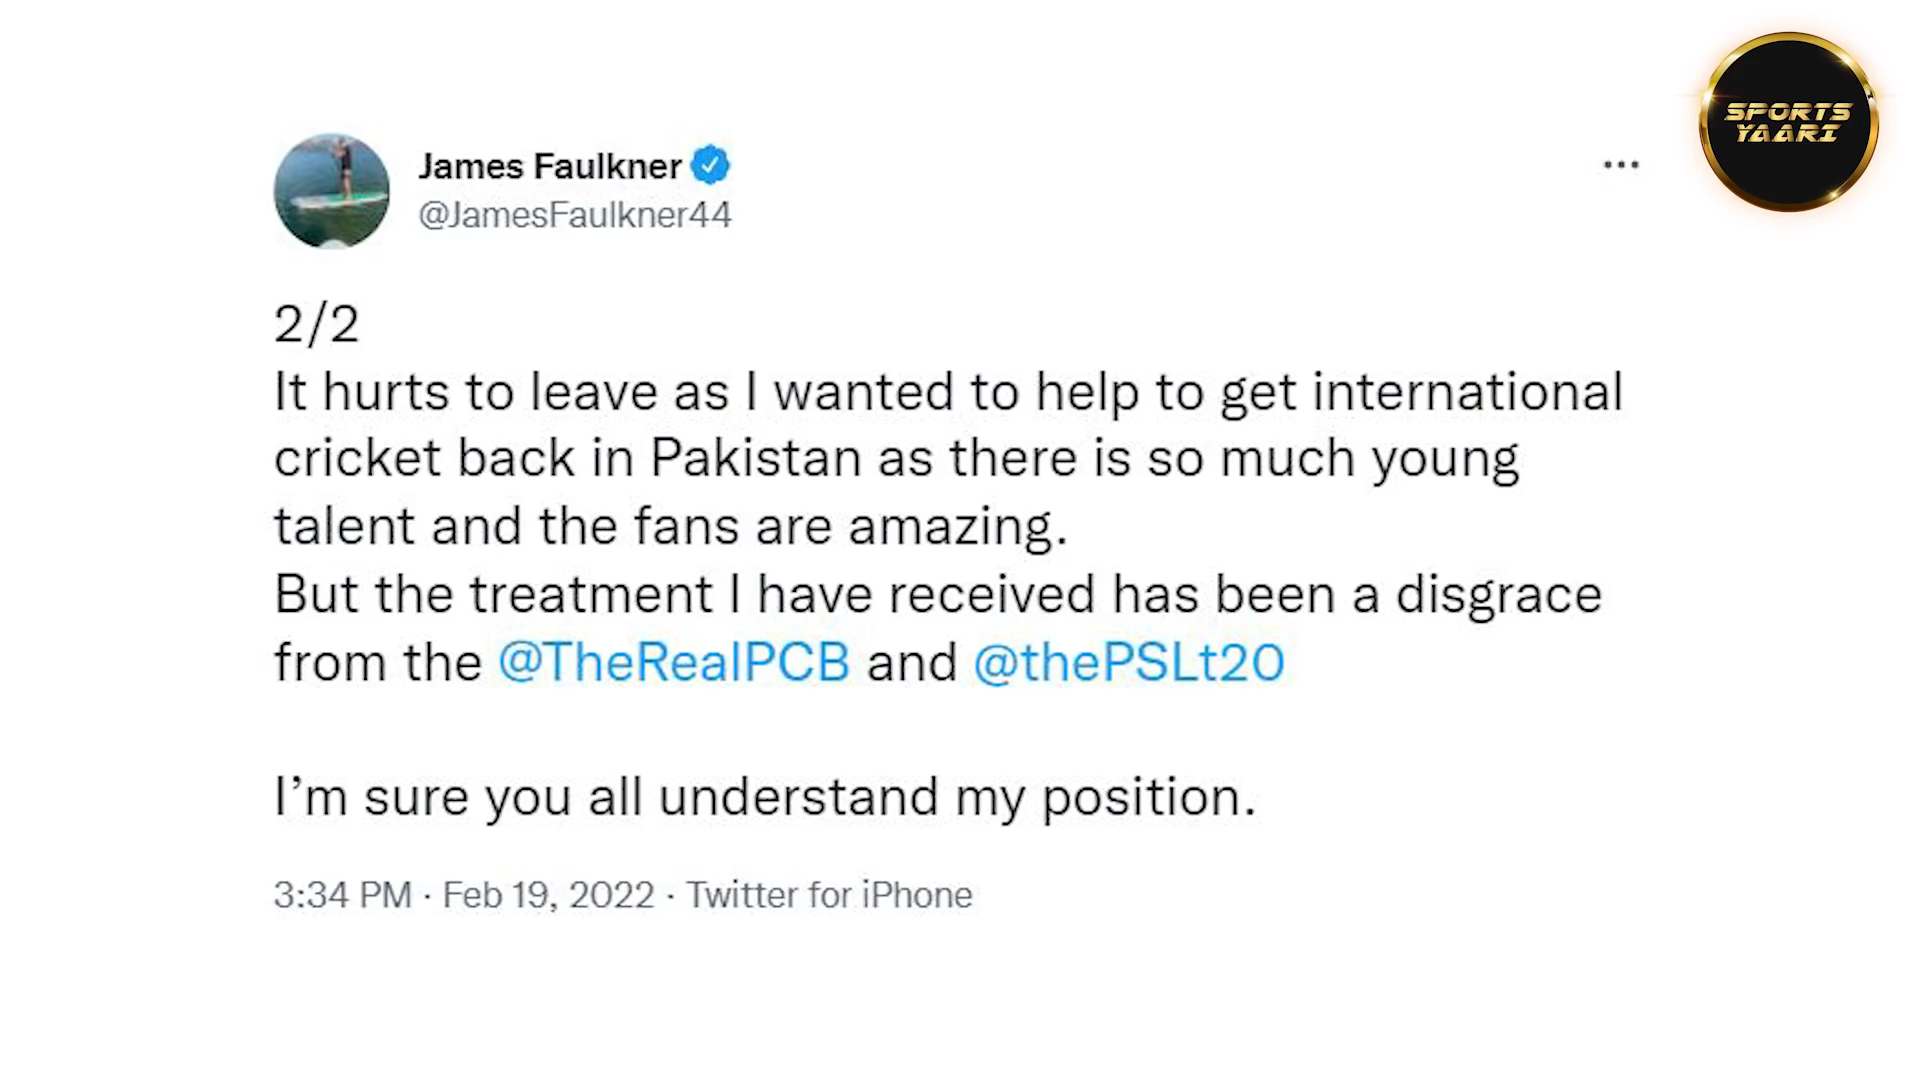 SPORTS
YAARI
James Faulkner
@JamesFaulkner44
2/2
It hurts to leave as I wanted to help to get international
cricket back in Pakistan as there is so much young
talent and the fans are amazing.
But the treatment I have received has been a disgrace
from the @TheRealPCB and @thePSLt20
I’m sure you all understand my position.
3:34 PM · Feb 19, 2022 · Twitter for iPhone